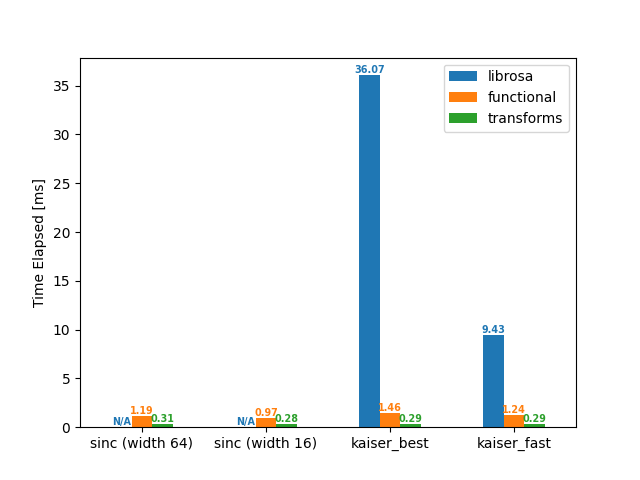 36.07
librosa
functional
transforms
35
30
25
20
15
10
5
0
Time Elapsed [ms]
9.43
N/A 1.19 0.31
N/A 0.97 0.28
1.46 0.29
1.24 0.29
sinc (width 64) sinc (width 16) kaiser_best kaiser_fast